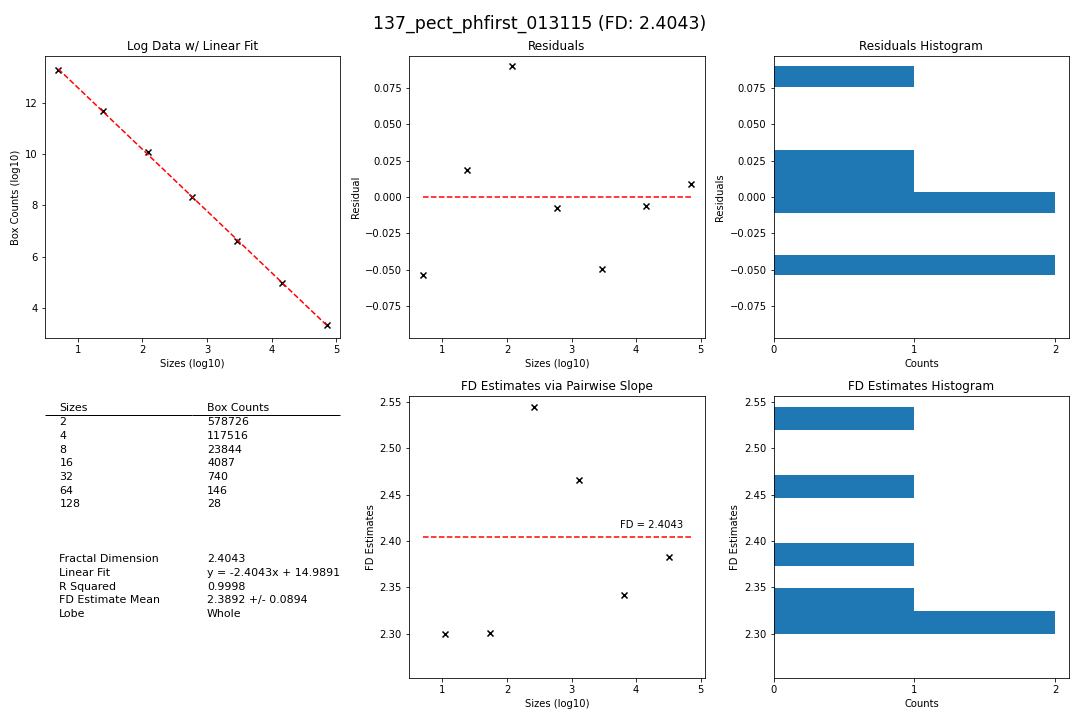 137_pect_phfirst_013115 (FD: 2.4043)
Log Data w/ Linear Fit
Box Counts (log10)
12
10
8
6
4
1 2 3 4 5
Sizes (log10)
Residuals
Residual
0.075
0.050
0.025
0.000
−0.025
−0.050
−0.075
1 2 3 4 5
Sizes (log10)
Residuals Histogram
Residuals
0.075
0.050
0.025
0.000
−0.025
−0.050
−0.075
0 1 2
Counts
Sizes Box Counts
2 578726
4 117516
8 23844
16 4087
32 740
64 146
128 28
Fractal Dimension 2.4043
Linear Fit y = -2.4043x + 14.9891
R Squared 0.9998
FD Estimate Mean 2.3892 +/- 0.0894
Lobe Whole
FD Estimates via Pairwise Slope
FD Estimates
2.55
2.50
2.45
2.40
2.35
2.30
FD = 2.4043
1 2 3 4 5
Sizes (log10)
FD Estimates Histogram
FD Estimates
2.55
2.50
2.45
2.40
2.35
2.30
0 1 2
Counts